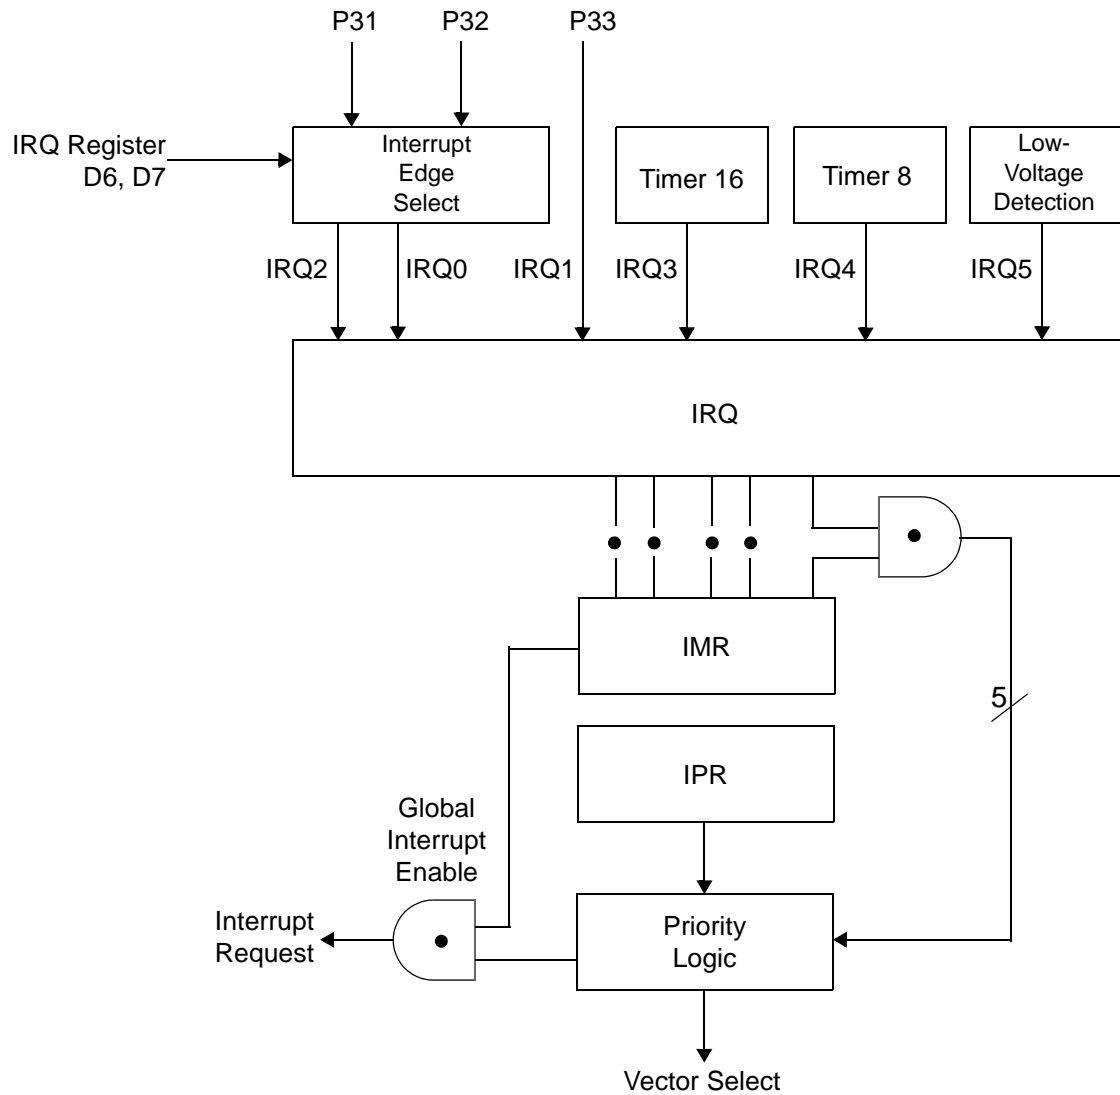 P31
P32
P33
IRQ Register
D6, D7
Interrupt
Edge
Select
Timer 16
Timer 8
Low-
Voltage
Detection
IRQ2
IRQ0
IRQ1
IRQ3
IRQ4
IRQ5
IRQ
IMR
5
IPR
Global
Interrupt
Enable
Interrupt
Request
Priority
Logic
Vector Select